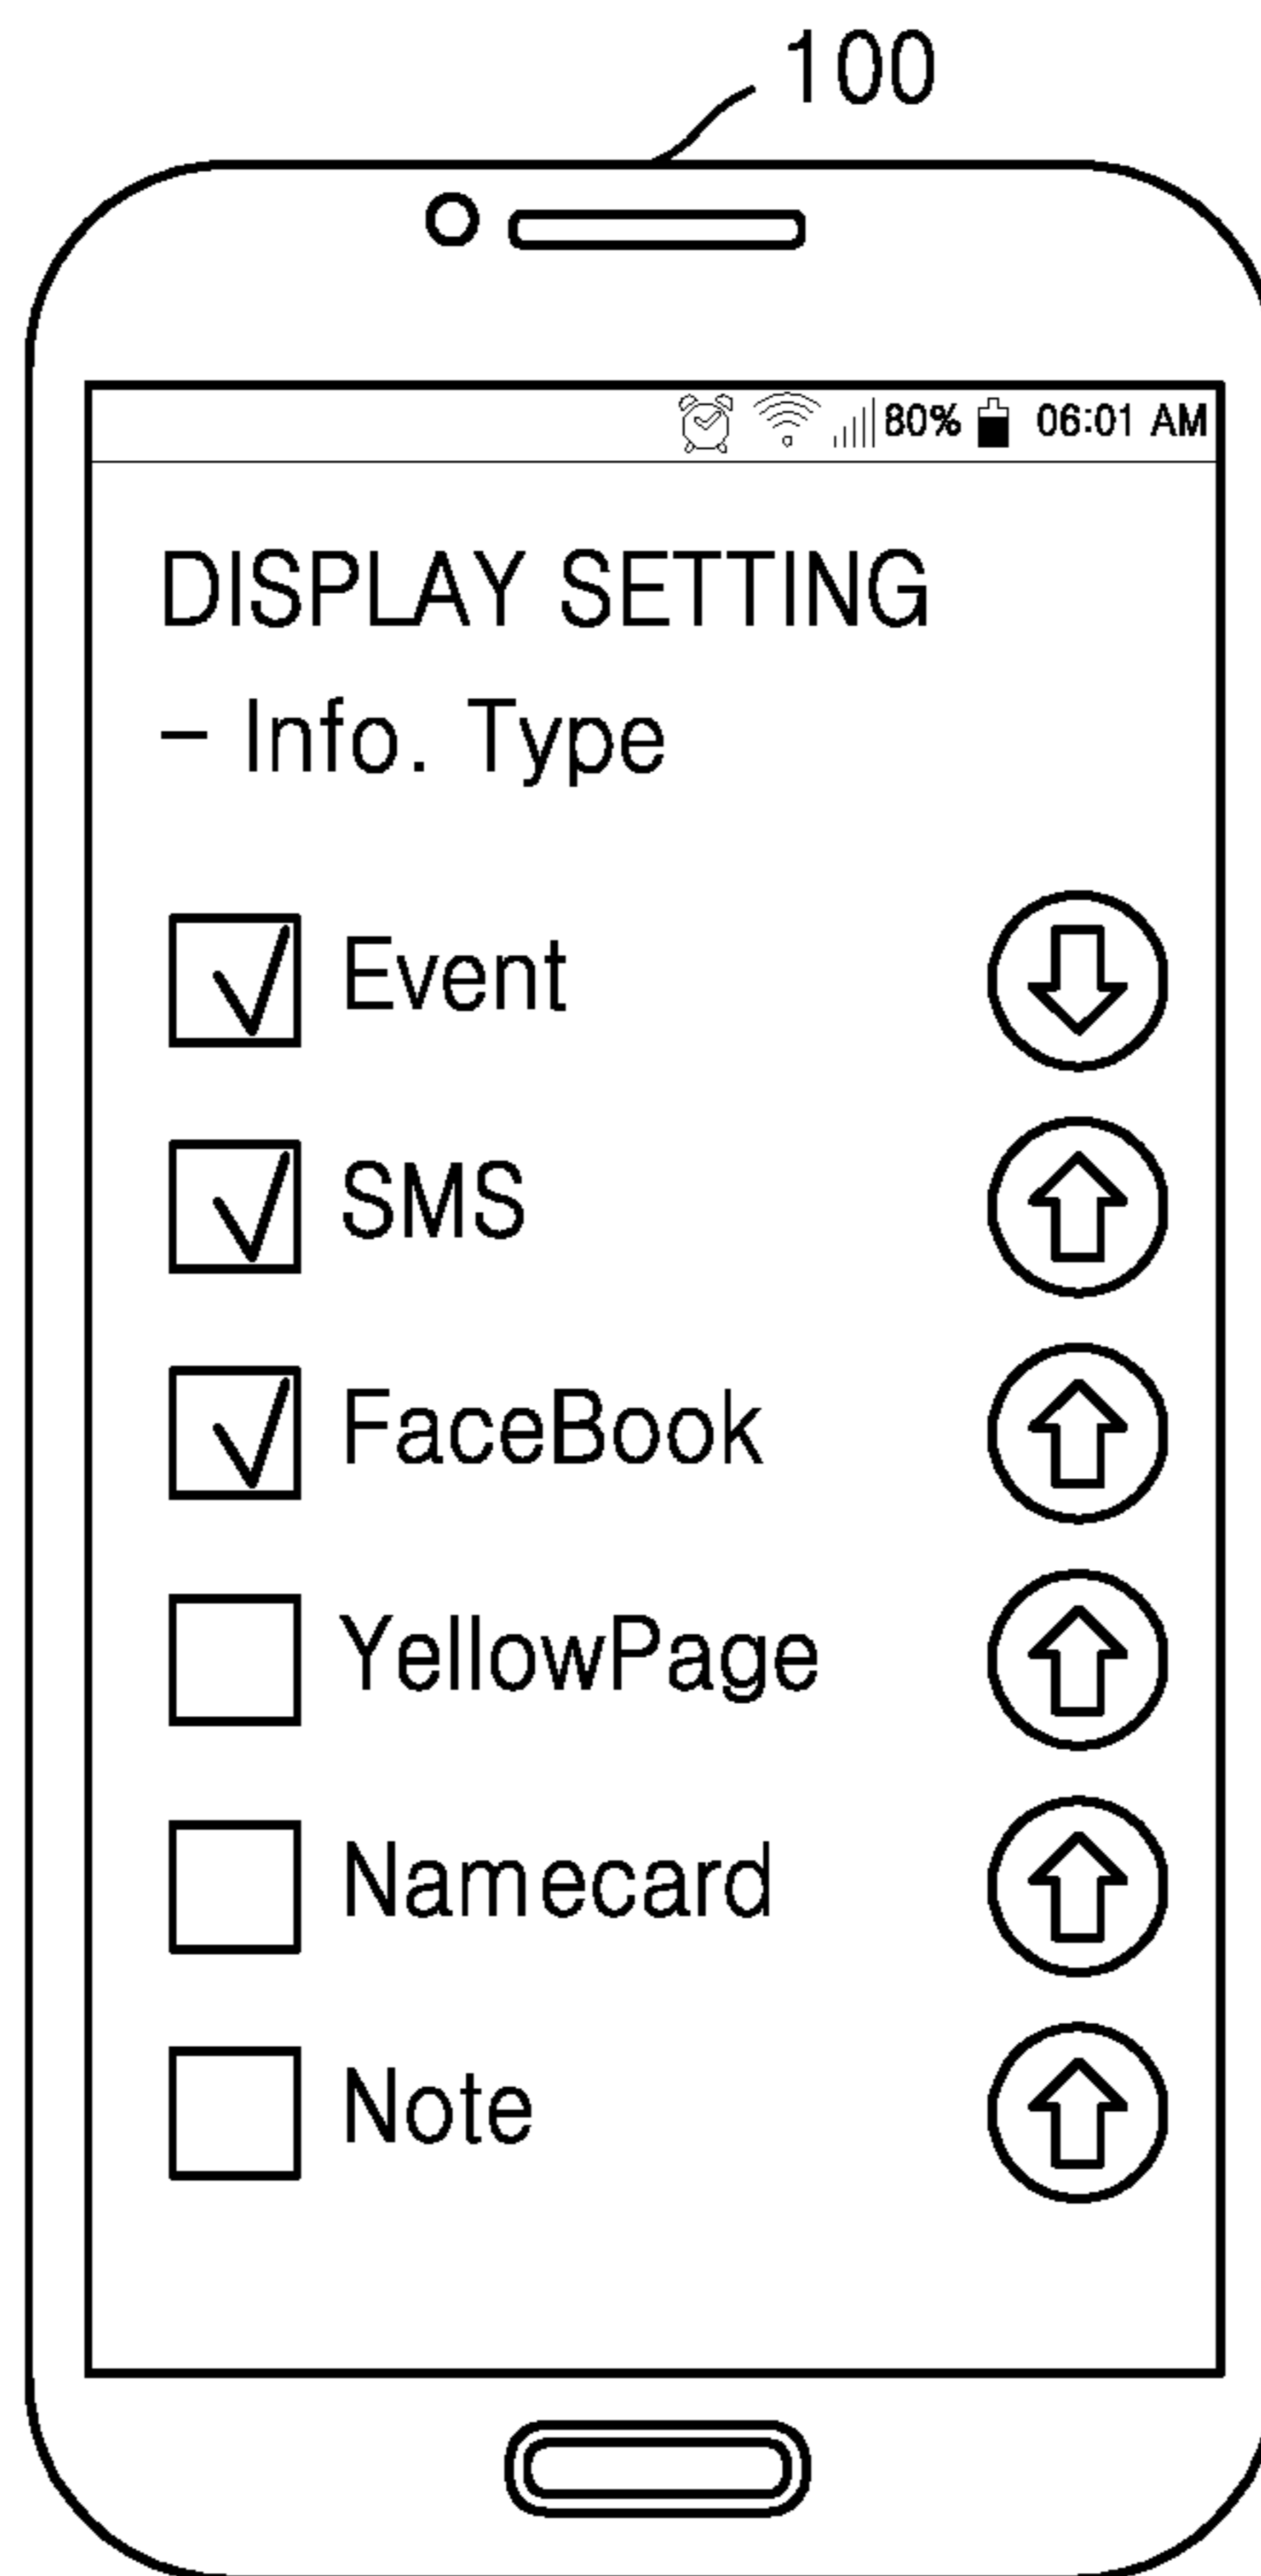 100
80% 06:01 AM
DISPLAY SETTING
- Info. Type
Event
SMS
FaceBook
YellowPage
Namecard
Note